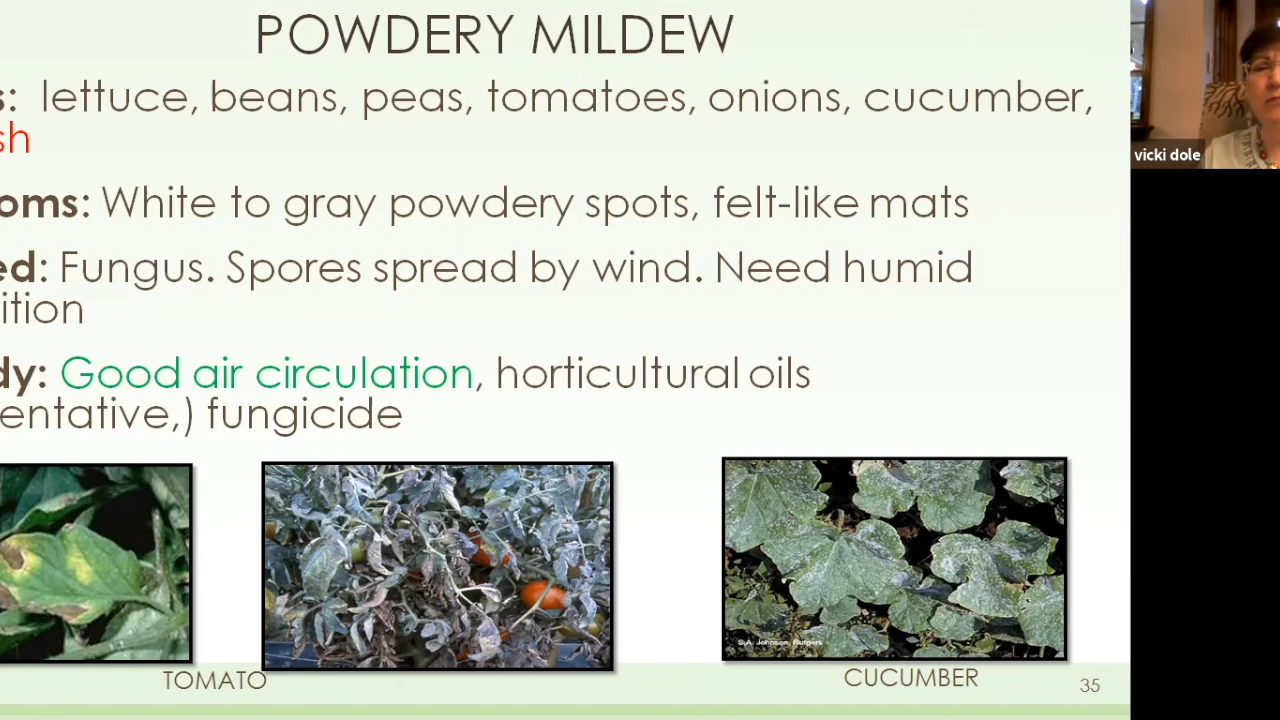 POWDERY MILDEW
s: lettuce, beans, peas, tomatoes, onions, cucumber,
sh
oms: White to gray powdery spots, felt-like mats
ed: Fungus. Spores spread by wind. Need humid
ition
dy: Good air circulation, horticultural oils
entative,) fungicide
vicki dole
S.A. Johnson, Rutgers
TOMATO
CUCUMBER
35